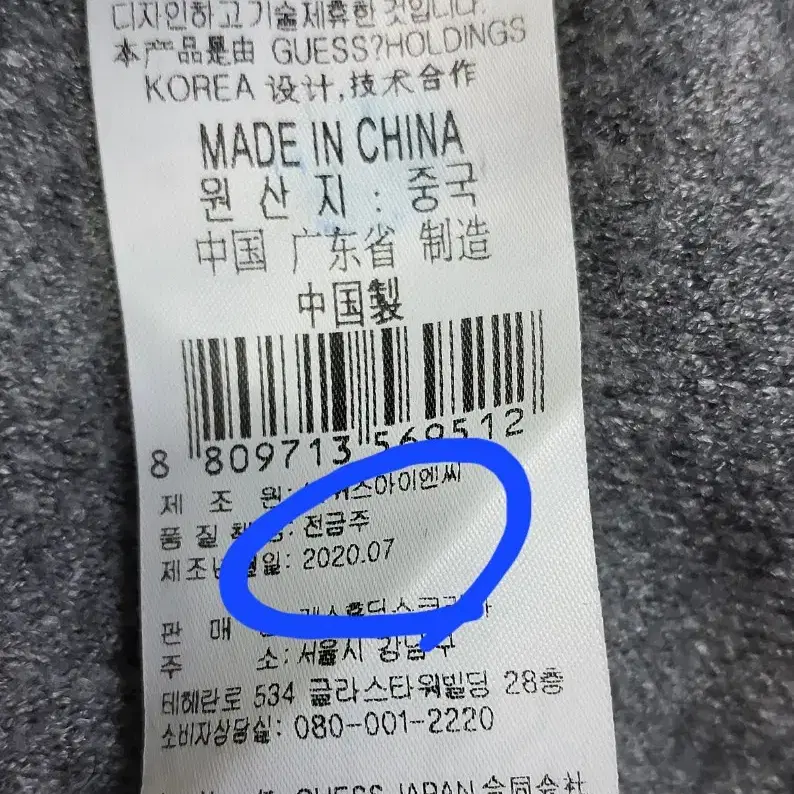 디자인하고 기술제휴한 것입니다.
本产品是由 GUESS?HOLDINGS
KOREA 设计,技术合作
MADE IN CHINA
원 산 지 : 중국
中国 广东省 制造
中国製
8 809713 569512
제 조 원:
품 질 책 임: 전금주
제조년월일: 2020.07
판 매
주 소: 서울시 강남구
테헤란로 534 글라스타워빌딩 28층
소비자상담실: 080-001-2220
GUESS JAPAN 合同会社